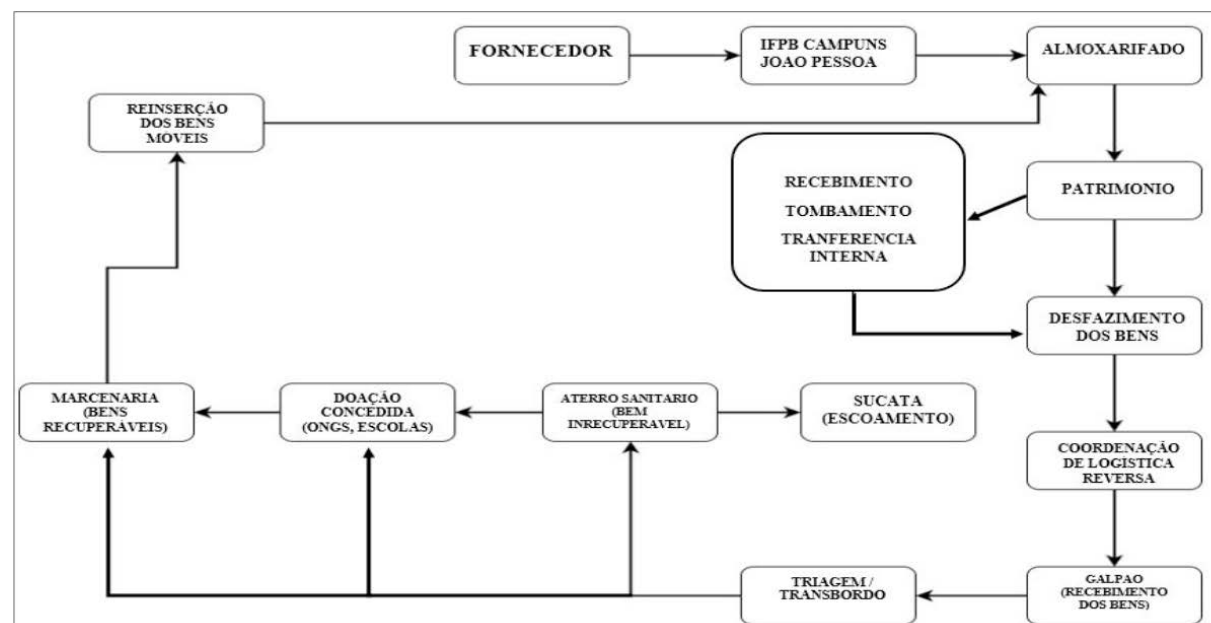 FORNECEDOR
IFPB CAMPUNS
JOAO PESSOA
ALMOXARIFADO
REINSERÇÃO
DOS BENS
MÓVEIS
RECEBIMENTO
TOMBAMENTO
TRANFERENCIA
INTERNA
PATRIMONIO
DESFAZIMENTO
DOS BENS
MARCENARIA
(BENS
RECUPERÁVEIS)
DOAÇÃO
CONCEDIDA
(ONGS, ESCOLAS)
ATERRO SANITARIO
(BEM
INRECUPERAVEL)
SUCATA
(ESCOAMENTO)
COORDENAÇÃO
DE LOGÍSTICA
REVERSA
TRIAGEM /
TRANSBORDO
GALPAO
(RECEBIMENTO
DOS BENS)